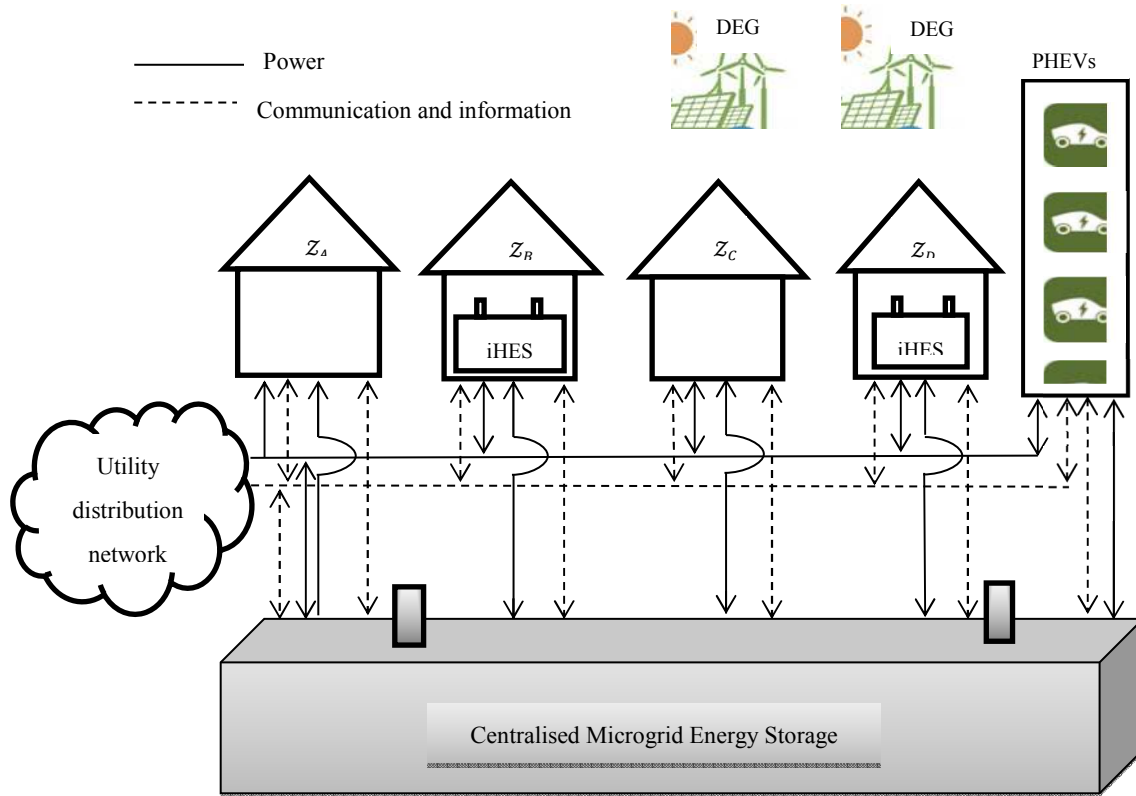 DEG
DEG
Power
PHEVs
Communication and information
𝒵_A
𝒵_B
𝒵_C
𝒵_D
iHES
iHES
Utility
distribution
network
Centralised Microgrid Energy Storage